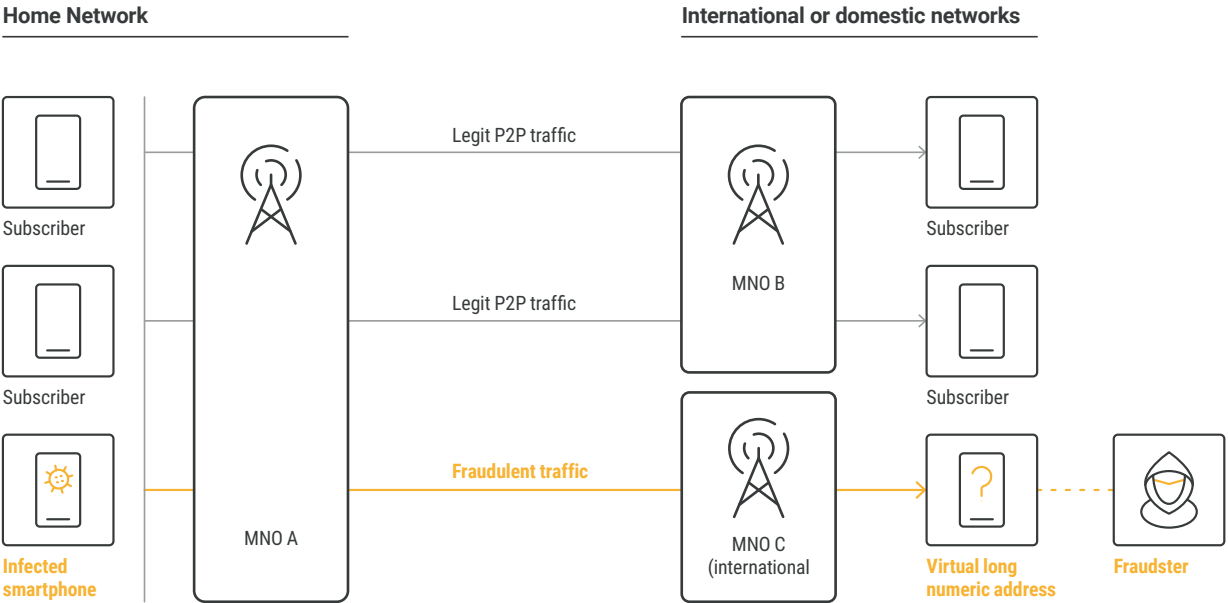 Home Network
International or domestic networks
Legit P2P traffic
Subscriber
Subscriber
MNO B
Legit P2P traffic
Subscriber
Subscriber
Fraudulent traffic
MNO A
MNO C
(international
Infected
smartphone
Virtual long
numeric address
Fraudster